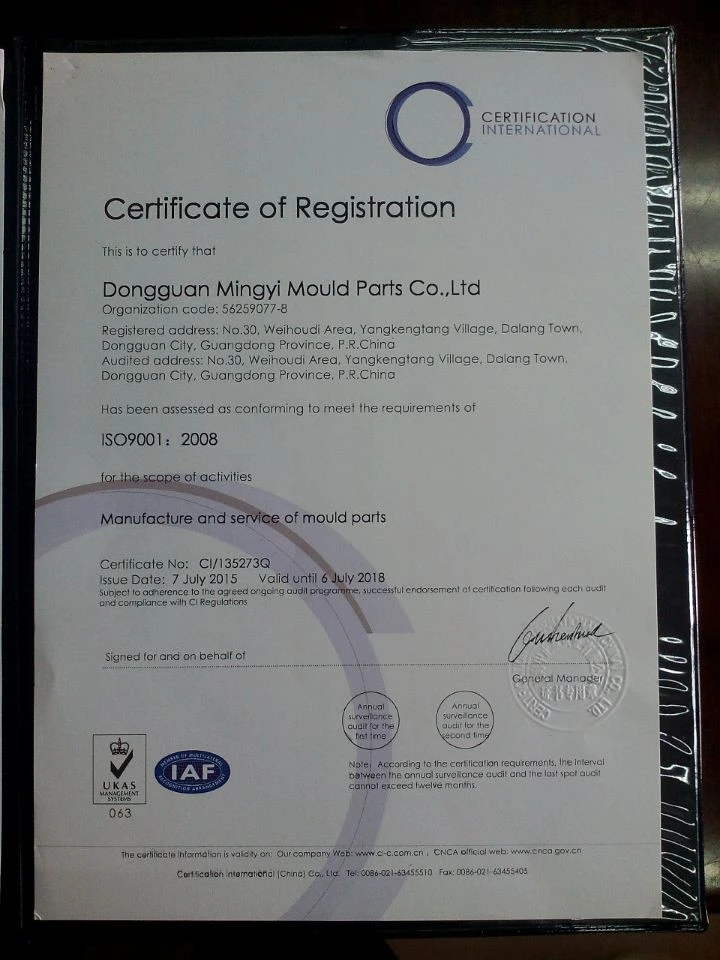 CERTIFICATION
INTERNATIONAL
Certificate of Registration
This is to certify that
Dongguan Mingyi Mould Parts Co.,Ltd
Organization code: 56259077-8
Registered address: No.30, Weihoudi Area, Yangkengtang Village, Dalang Town,
Dongguan City, Guangdong Province, P.R.China
Audited address: No.30, Weihoudi Area, Yangkengtang Village, Dalang Town,
Dongguan City, Guangdong Province, P.R.China
Has been assessed as conforming to meet the requirements of
ISO9001: 2008
for the scope of activities
Manufacture and service of mould parts
Certificate No: CI/135273Q
Issue Date: 7 July 2015 Valid until 6 July 2018
Subject to adherence to the agreed ongoing audit programme, successful endorsement of certification following each audit
and compliance with CI Regulations
Signed for and on behalf of
General Manager
证书专用章
Annual
surveillance
audit for the
first time
Annual
surveillance
audit for the
second time
UKAS
MANAGEMENT
SYSTEMS
063
MEMBER OF MULTILATERAL
IAF
RECOGNITION ARRANGEMENT
Note: According to the certification requirements, the interval
between the annual surveillance audit and the last spot audit
cannot exceed twelve months.
The certificate information is validity on: Our company Web: www.ci-c.com.cn , CNCA official web: www.cnca.gov.cn
Certification International (China) Co., Ltd. Tel: 0086-021-63455510 Fax: 0086-021-63455405